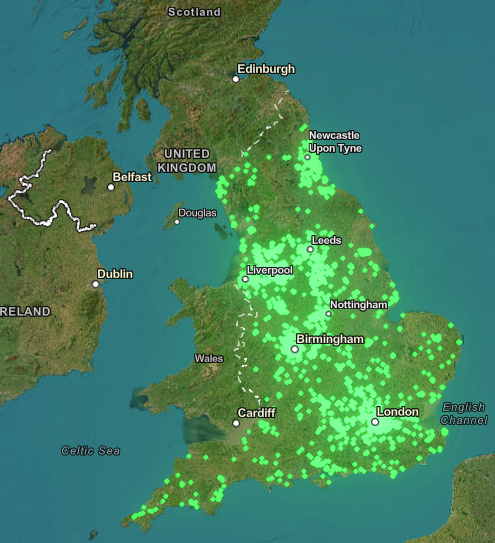 Scotland
Edinburgh
Newcastle
Upon Tyne
UNITED
KINGDOM
Belfast
Douglas
Leeds
Liverpool
Dublin
Nottingham
RELAND
Birmingham
Wales
Cardiff
London
English
Channel
Celtic Sea